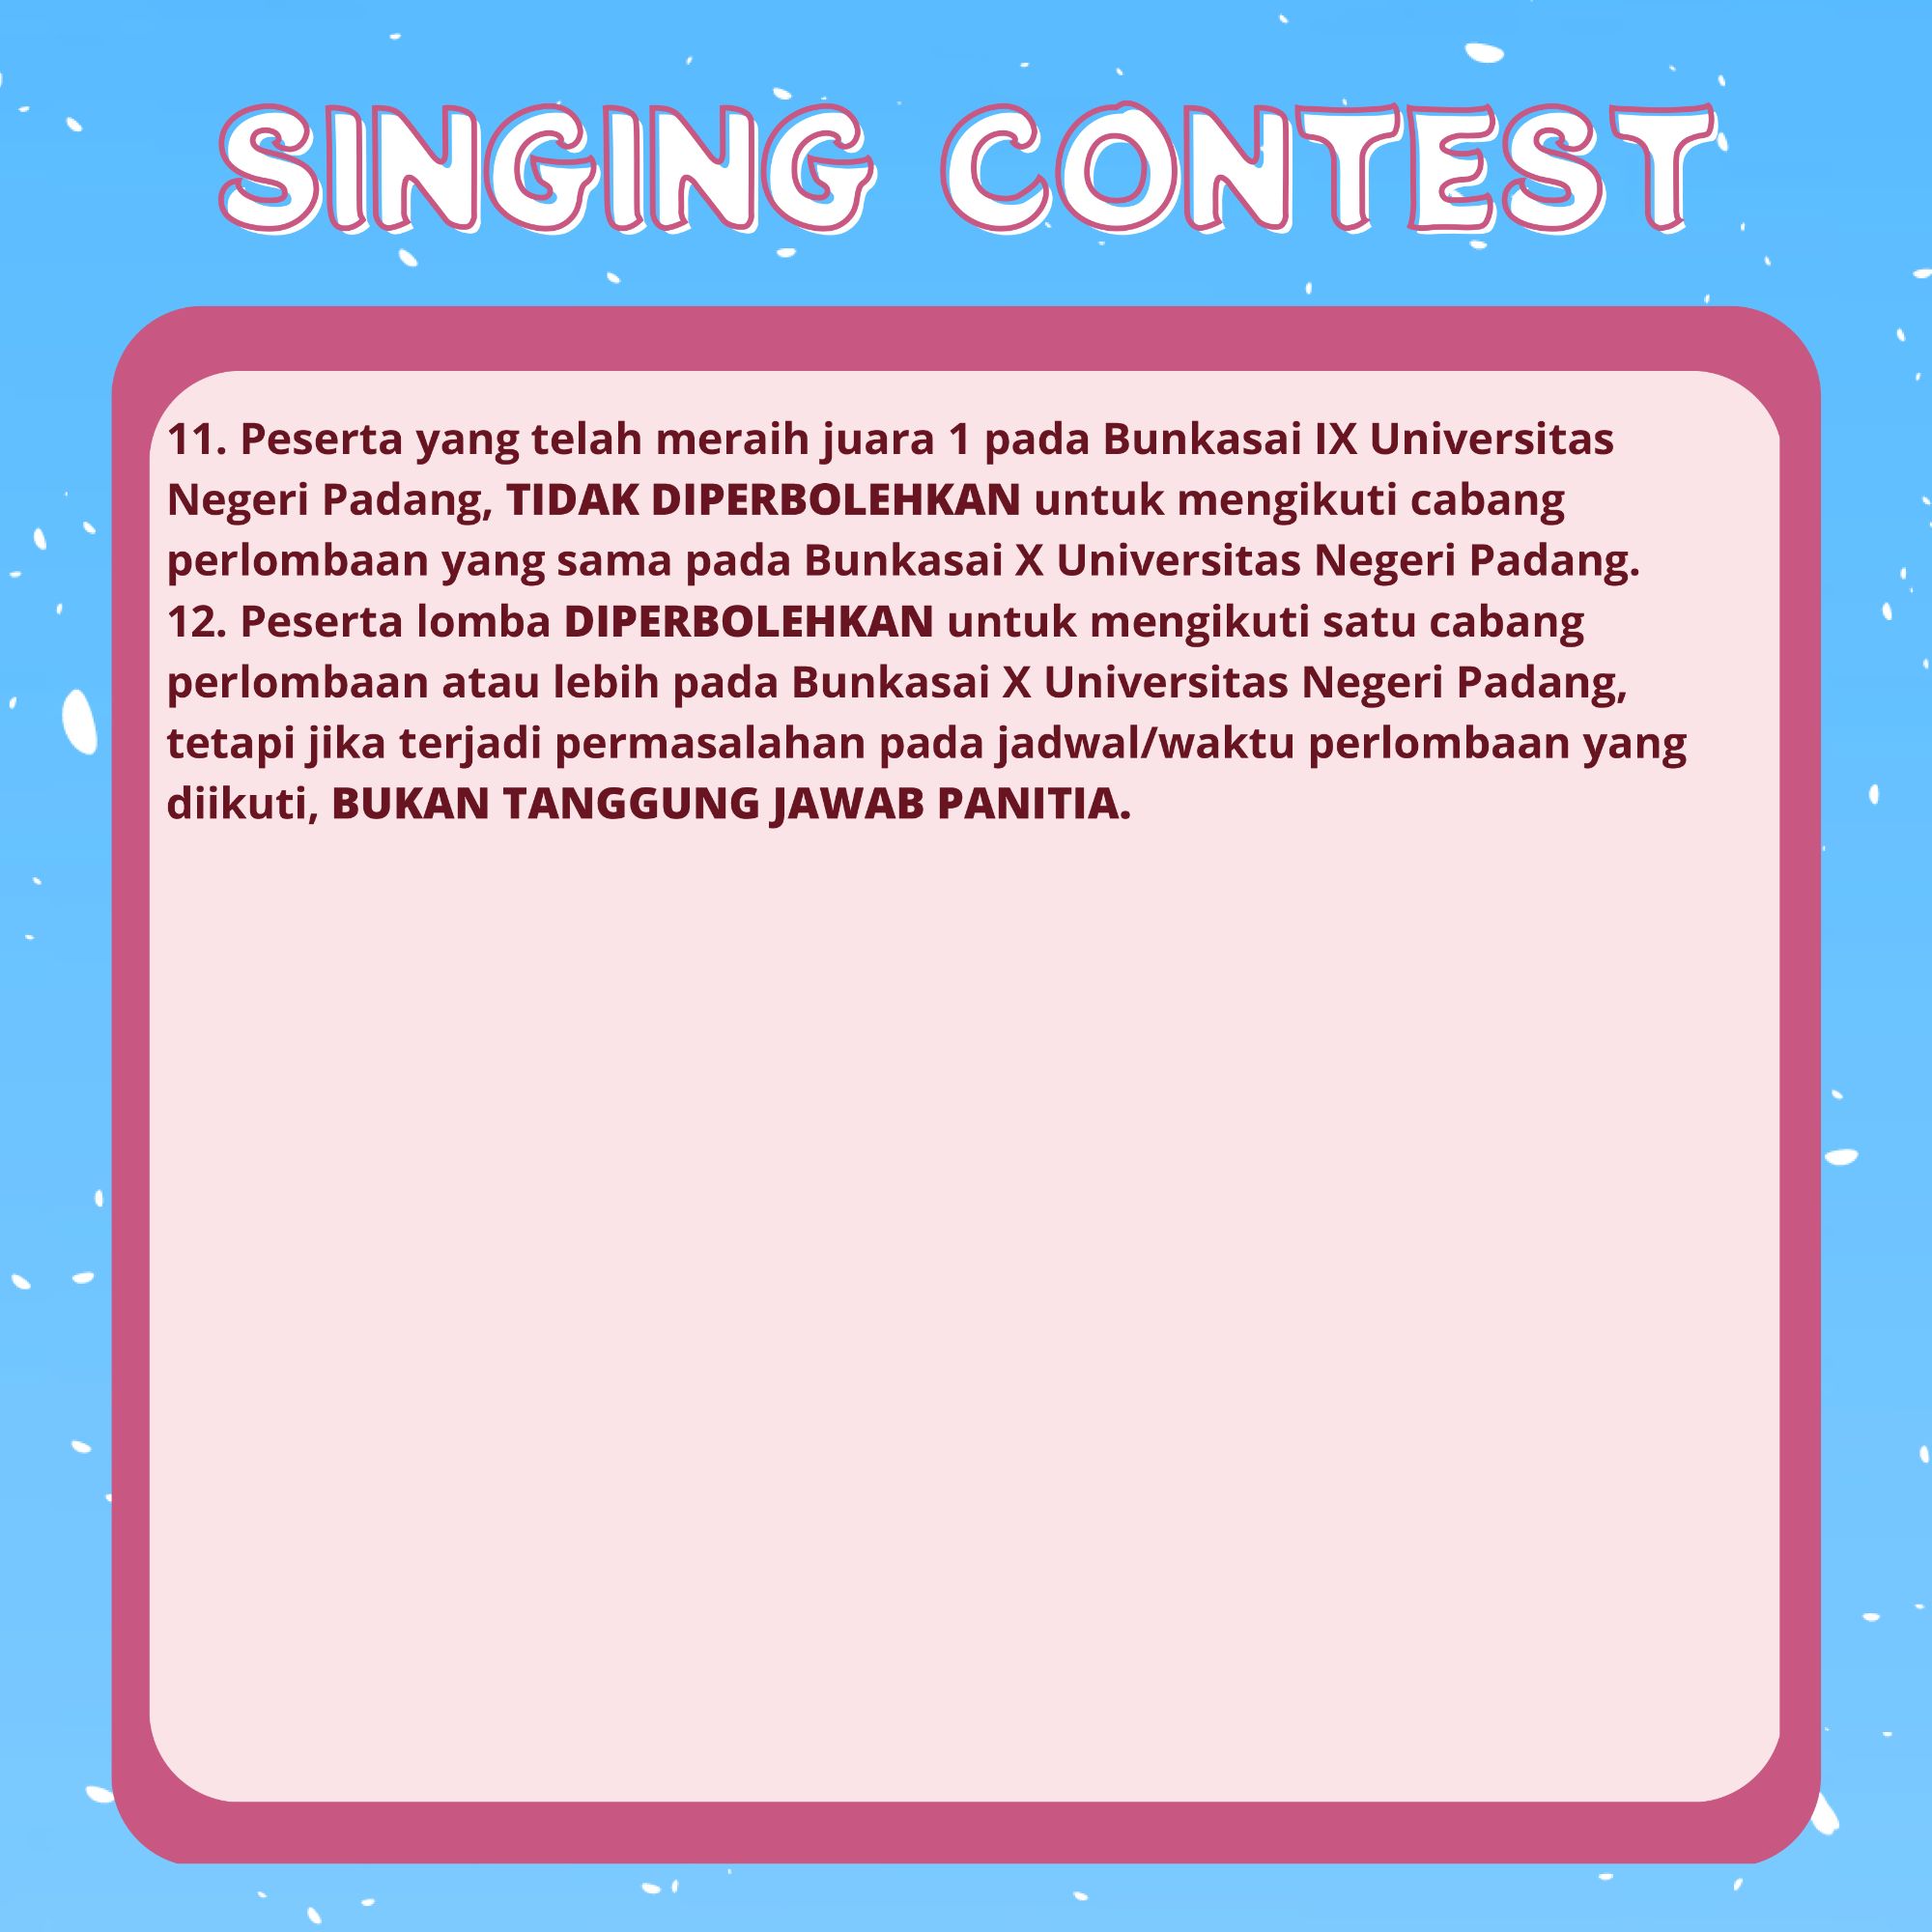 SINGING CONTEST
11. Peserta yang telah meraih juara 1 pada Bunkasai IX Universitas
Negeri Padang, TIDAK DIPERBOLEHKAN untuk mengikuti cabang
perlombaan yang sama pada Bunkasai X Universitas Negeri Padang.
12. Peserta lomba DIPERBOLEHKAN untuk mengikuti satu cabang
perlombaan atau lebih pada Bunkasai X Universitas Negeri Padang,
tetapi jika terjadi permasalahan pada jadwal/waktu perlombaan yang
diikuti, BUKAN TANGGUNG JAWAB PANITIA.